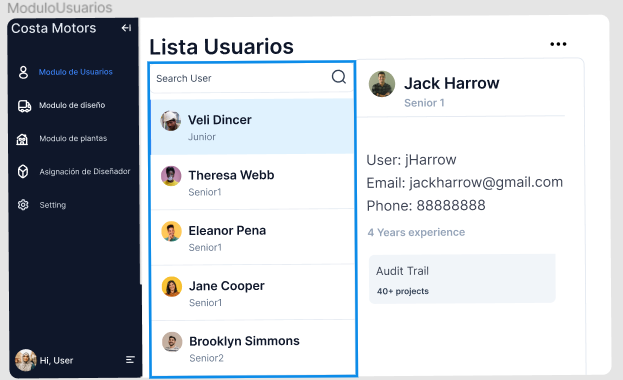 ModuloUsuarios
Costa Motors
Modulo de Usuarios
Modulo de diseño
Modulo de plantas
Asignación de Diseñador
Setting
Hi, User
Lista Usuarios
Search User
Veli Dincer
Junior
Theresa Webb
Senior1
Eleanor Pena
Senior1
Jane Cooper
Senior1
Brooklyn Simmons
Senior2
Jack Harrow
Senior 1
User: jHarrow
Email: jackharrow@gmail.com
Phone: 88888888
4 Years experience
Audit Trail
40+ projects